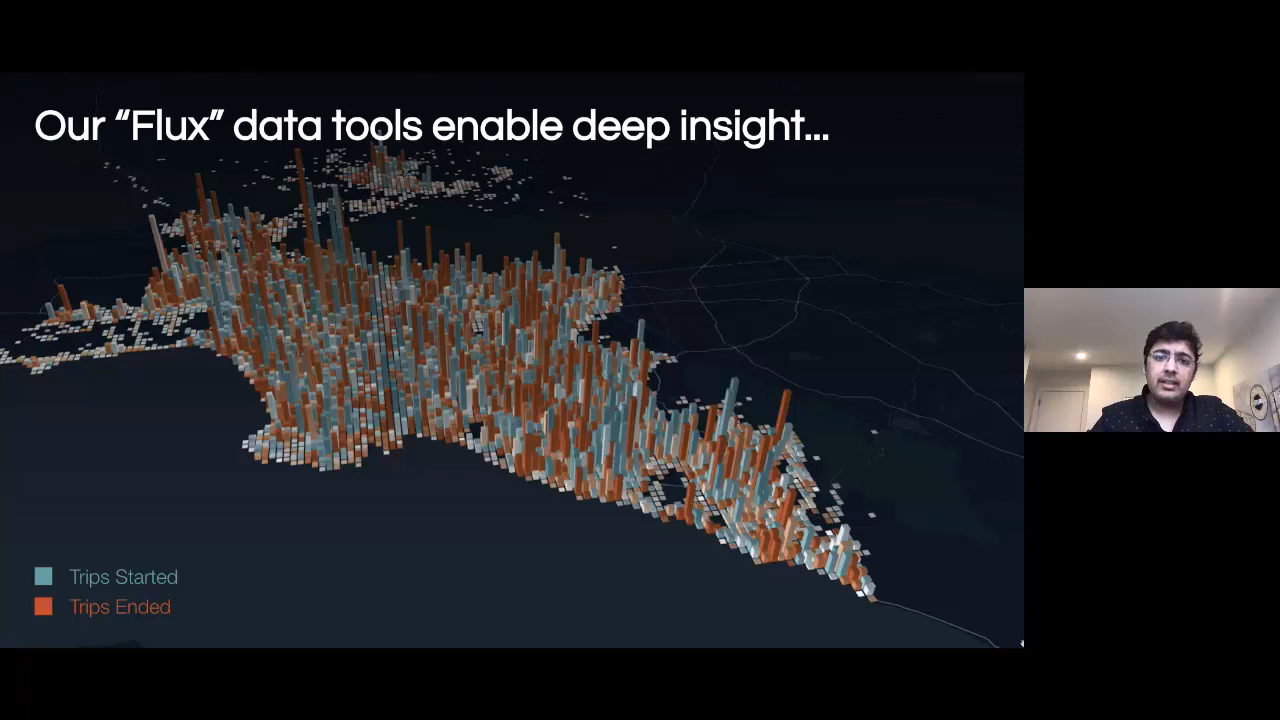 Our “Flux” data tools enable deep insight...
Trips Started
Trips Ended